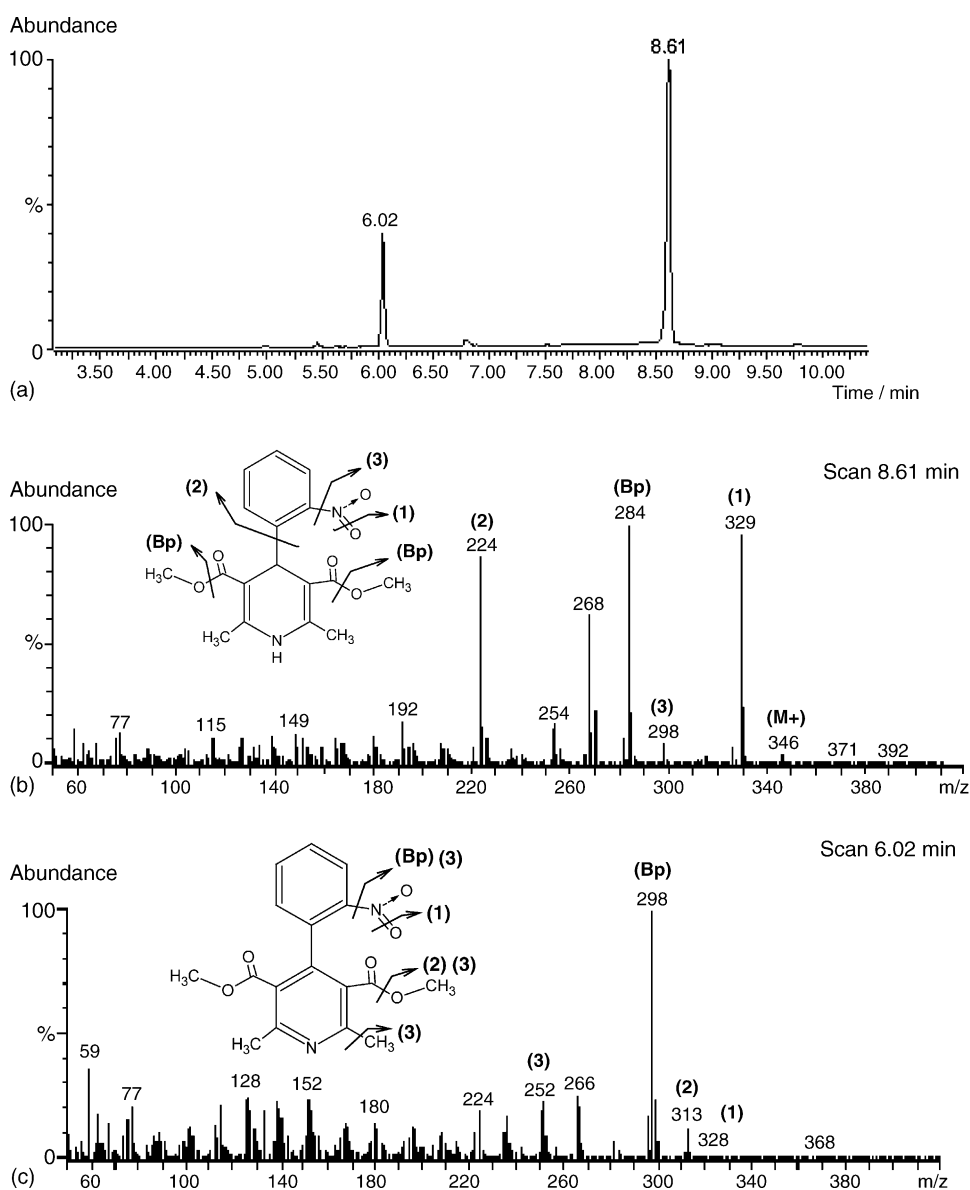 Abundance
100
8.61
%
6.02
0
3.50 4.00 4.50 5.00 5.50 6.00 6.50 7.00 7.50 8.00 8.50 9.00 9.50 10.00
(a)
Time / min
Scan 8.61 min
Abundance
100
(2)
(3)
N
O
O
(1)
(Bp)
H3C
O
O
O
O
CH3
(Bp)
H3C
N
H
CH3
(2)
224
(Bp)
284
(1)
329
%
268
77
115
149
192
254
(3)
298
(M+)
346
371
392
0
60 100 140 180 220 260 300 340 380 m/z
(b)
Scan 6.02 min
Abundance
100
(Bp) (3)
N
O
O
(1)
H3C
O
O
O
O
CH3
(2) (3)
H3C
N
CH3
(3)
(Bp)
298
%
59
77
128
152
180
224
(3)
252
266
(2)
313
(1)
328
368
0
60 100 140 180 220 260 300 340 380 m/z
(c)